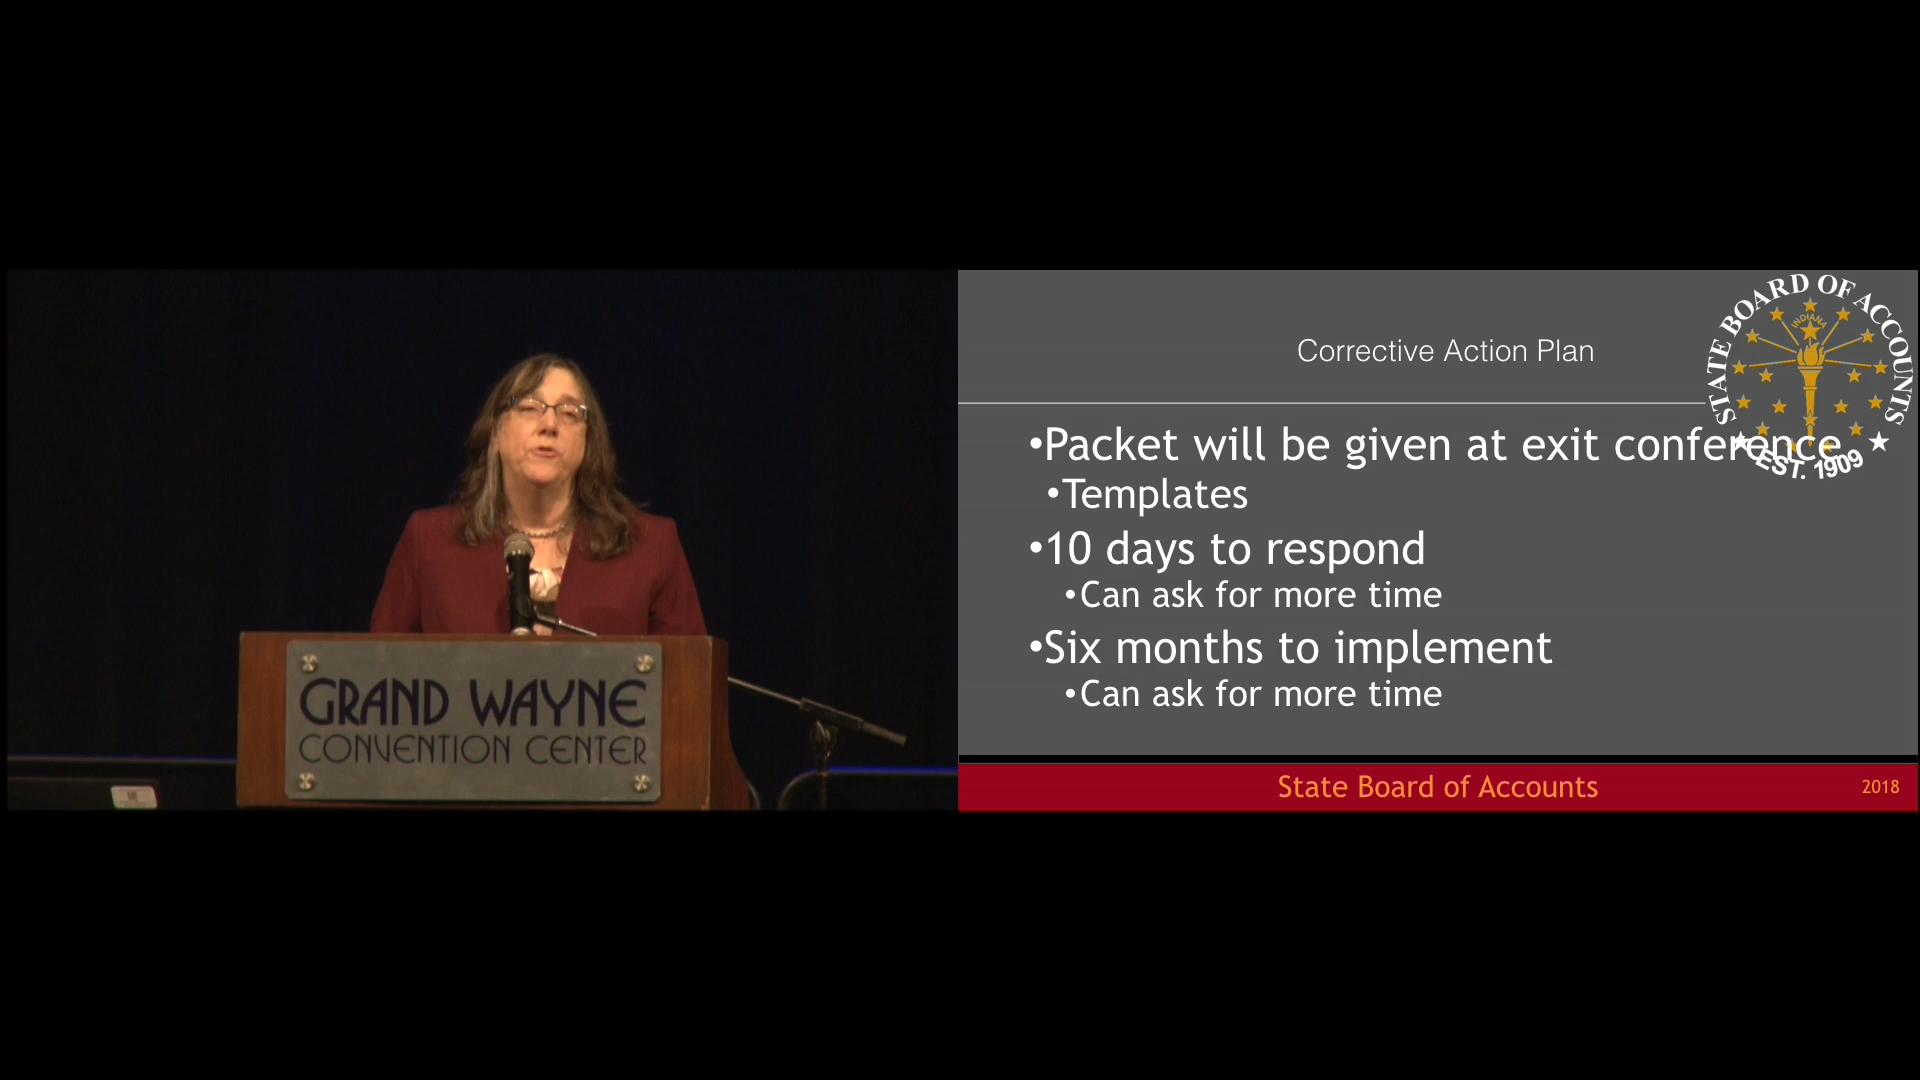 GRAND WAYNE
CONVENTION CENTER
Corrective Action Plan
STATE BOARD OF ACCOUNTS
INDIANA
EST. 1909
•Packet will be given at exit conference
•Templates
•10 days to respond
•Can ask for more time
•Six months to implement
•Can ask for more time
State Board of Accounts
2018